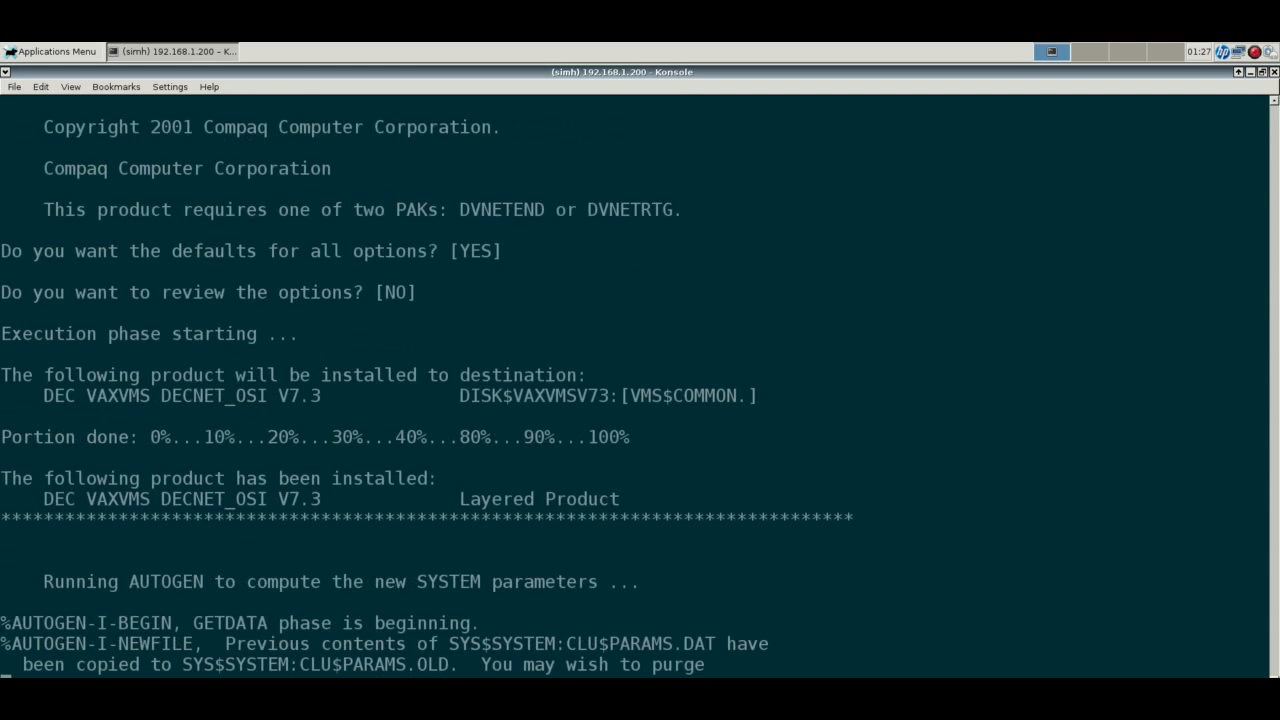 Applications Menu (simh) 192.168.1.200 – K... 01:27
(simh) 192.168.1.200 - Konsole
File Edit View Bookmarks Settings Help
Copyright 2001 Compaq Computer Corporation.
Compaq Computer Corporation
This product requires one of two PAKs: DVNETEND or DVNETRTG.
Do you want the defaults for all options? [YES]
Do you want to review the options? [NO]
Execution phase starting ...
The following product will be installed to destination:
DEC VAXVMS DECNET_OSI V7.3 DISK$VAXVMSV73:[VMS$COMMON.]
Portion done: 0%...10%...20%...30%...40%...80%...90%...100%
The following product has been installed:
DEC VAXVMS DECNET_OSI V7.3 Layered Product
********************************************************************************
Running AUTOGEN to compute the new SYSTEM parameters ...
%AUTOGEN-I-BEGIN, GETDATA phase is beginning.
%AUTOGEN-I-NEWFILE, Previous contents of SYS$SYSTEM:CLU$PARAMS.DAT have
been copied to SYS$SYSTEM:CLU$PARAMS.OLD. You may wish to purge